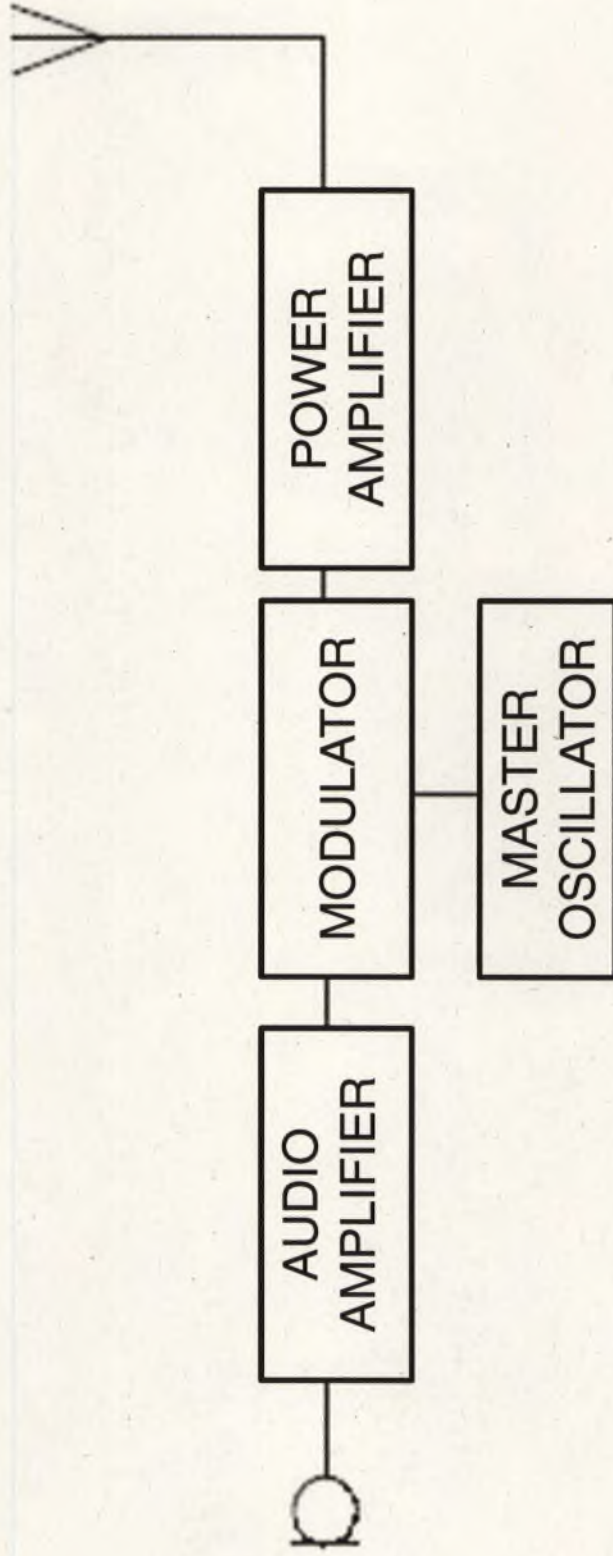 AUDIO
AMPLIFIER
MODULATOR
POWER
AMPLIFIER
MASTER
OSCILLATOR